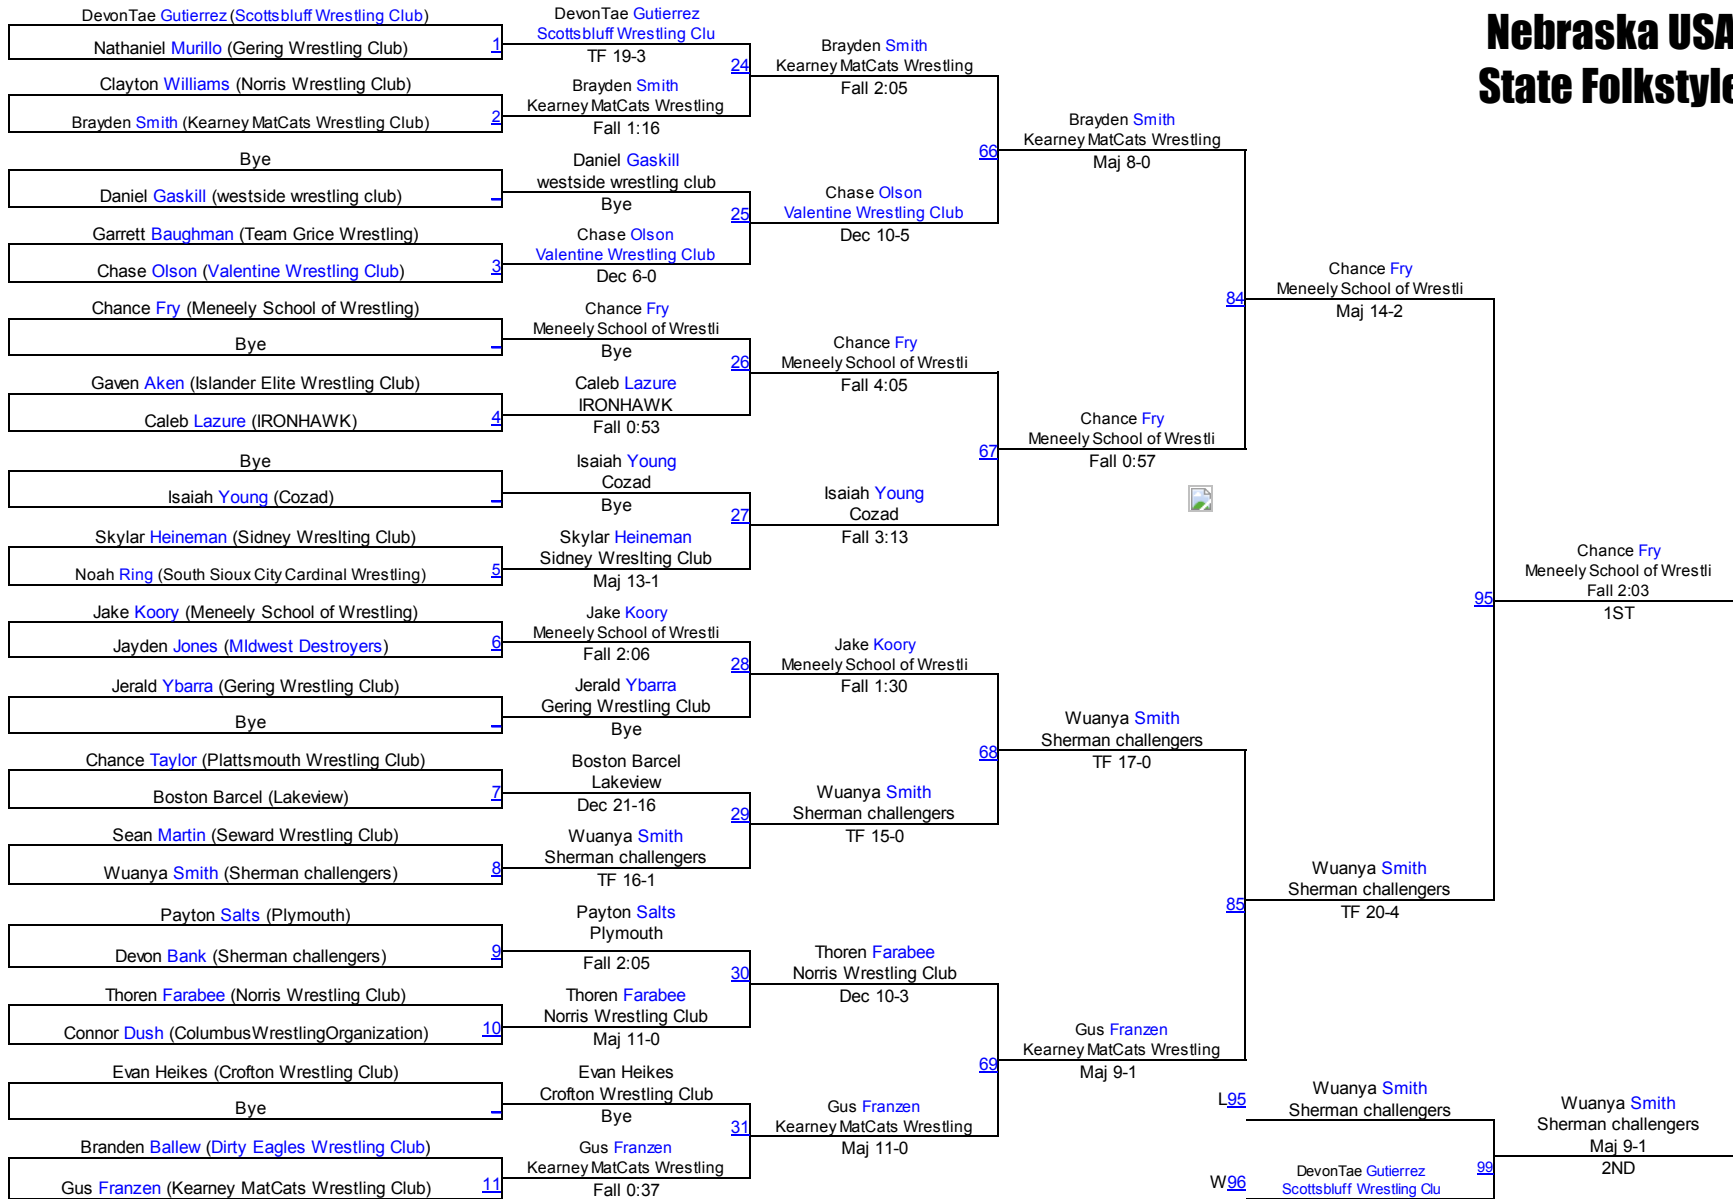 Nebraska USA
State Folkstyle
DevonTae Gutierrez (Scottsbluff Wrestling Club)
Nathaniel Murillo (Gering Wrestling Club)
1
Clayton Williams (Norris Wrestling Club)
Brayden Smith (Kearney MatCats Wrestling Club)
2
Bye
Daniel Gaskill (westside wrestling club)
Garrett Baughman (Team Grice Wrestling)
Chase Olson (Valentine Wrestling Club)
3
Chance Fry (Meneely School of Wrestling)
Bye
Gaven Aken (Islander Elite Wrestling Club)
Caleb Lazure (IRONHAWK)
4
Bye
Isaiah Young (Cozad)
Skylar Heineman (Sidney Wreslting Club)
Noah Ring (South Sioux City Cardinal Wrestling)
5
Jake Koory (Meneely School of Wrestling)
Jayden Jones (MIdwest Destroyers)
6
Jerald Ybarra (Gering Wrestling Club)
Bye
Chance Taylor (Plattsmouth Wrestling Club)
Boston Barcel (Lakeview)
7
Sean Martin (Seward Wrestling Club)
Wuanya Smith (Sherman challengers)
8
Payton Salts (Plymouth)
Devon Bank (Sherman challengers)
9
Thoren Farabee (Norris Wrestling Club)
Connor Dush (ColumbusWrestlingOrganization)
10
Evan Heikes (Crofton Wrestling Club)
Bye
Branden Ballew (Dirty Eagles Wrestling Club)
Gus Franzen (Kearney MatCats Wrestling Club)
11
DevonTae Gutierrez
Scottsbluff Wrestling Clu
TF 19-3
24
Brayden Smith
Kearney MatCats Wrestling
Fall 1:16
Daniel Gaskill
westside wrestling club
Bye
25
Chase Olson
Valentine Wrestling Club
Dec 6-0
Chance Fry
Meneely School of Wrestli
Bye
26
Caleb Lazure
IRONHAWK
Fall 0:53
Isaiah Young
Cozad
Bye
27
Skylar Heineman
Sidney Wreslting Club
Maj 13-1
Jake Koory
Meneely School of Wrestli
Fall 2:06
28
Jerald Ybarra
Gering Wrestling Club
Bye
Boston Barcel
Lakeview
Dec 21-16
29
Wuanya Smith
Sherman challengers
TF 16-1
Payton Salts
Plymouth
Fall 2:05
30
Thoren Farabee
Norris Wrestling Club
Maj 11-0
Evan Heikes
Crofton Wrestling Club
Bye
31
Gus Franzen
Kearney MatCats Wrestling
Fall 0:37
Brayden Smith
Kearney MatCats Wrestling
Fall 2:05
66
Chase Olson
Valentine Wrestling Club
Dec 10-5
Chance Fry
Meneely School of Wrestli
Fall 4:05
67
Isaiah Young
Cozad
Fall 3:13
Jake Koory
Meneely School of Wrestli
Fall 1:30
68
Wuanya Smith
Sherman challengers
TF 15-0
Thoren Farabee
Norris Wrestling Club
Dec 10-3
69
Gus Franzen
Kearney MatCats Wrestling
Maj 11-0
Brayden Smith
Kearney MatCats Wrestling
Maj 8-0
84
Chance Fry
Meneely School of Wrestli
Fall 0:57
Wuanya Smith
Sherman challengers
TF 17-0
85
Gus Franzen
Kearney MatCats Wrestling
Maj 9-1
Chance Fry
Meneely School of Wrestli
Maj 14-2
95
Wuanya Smith
Sherman challengers
TF 20-4
Chance Fry
Meneely School of Wrestli
Fall 2:03
1ST
L95
Wuanya Smith
Sherman challengers
W96
DevonTae Gutierrez
Scottsbluff Wrestling Clu
99
Wuanya Smith
Sherman challengers
Maj 9-1
2ND